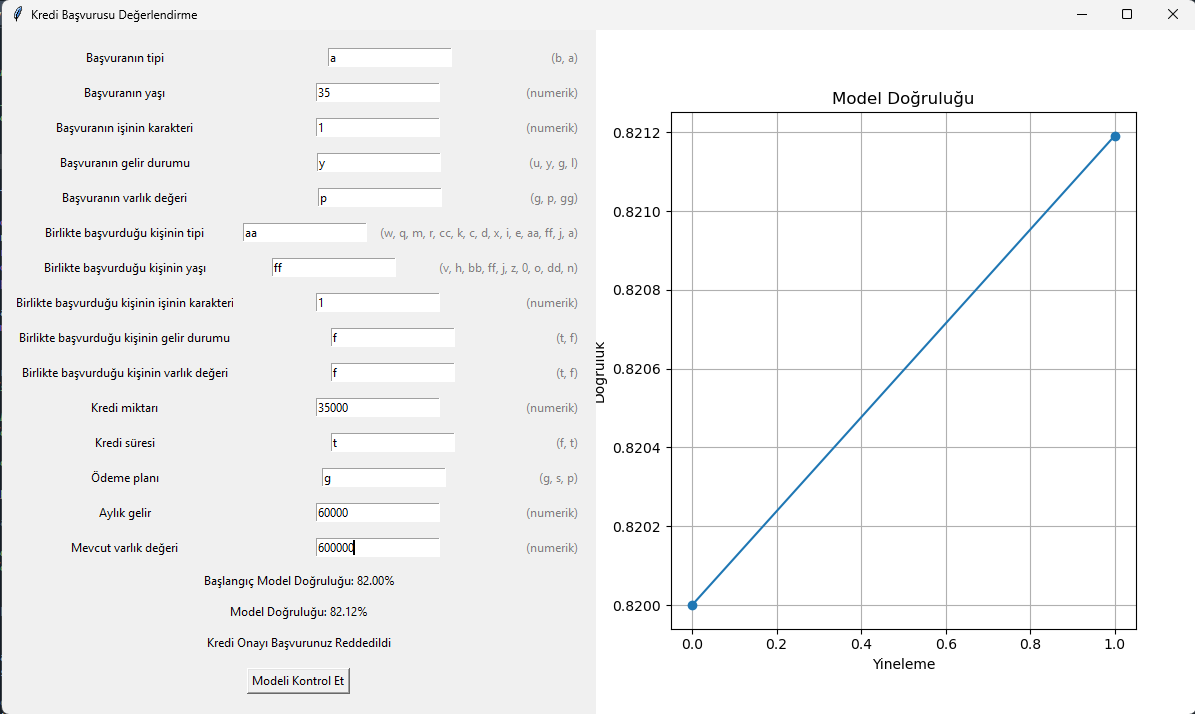 Kredi Başvurusu Değerlendirme
Başvuranın tipi a (b, a)
Başvuranın yaşı 35 (numerik)
Başvuranın işinin karakteri 1 (numerik)
Başvuranın gelir durumu y (u, y, g, l)
Başvuranın varlık değeri p (g, p, gg)
Birlikte başvurduğu kişinin tipi aa (w, q, m, r, cc, k, c, d, x, i, e, aa, ff, j, a)
Birlikte başvurduğu kişinin yaşı ff (v, h, bb, ff, j, z, 0, o, dd, n)
Birlikte başvurduğu kişinin işinin karakteri 1 (numerik)
Birlikte başvurduğu kişinin gelir durumu f (t, f)
Birlikte başvurduğu kişinin varlık değeri f (t, f)
Kredi miktarı 35000 (numerik)
Kredi süresi t (f, t)
Ödeme planı g (g, s, p)
Aylık gelir 60000 (numerik)
Mevcut varlık değeri 600000 (numerik)
Başlangıç Model Doğruluğu: 82.00%
Model Doğruluğu: 82.12%
Kredi Onayı Başvurunuz Reddedildi
Modeli Kontrol Et
Model Doğruluğu
Doğruluk
0.8212
0.8210
0.8208
0.8206
0.8204
0.8202
0.8200
0.0 0.2 0.4 0.6 0.8 1.0
Yineleme